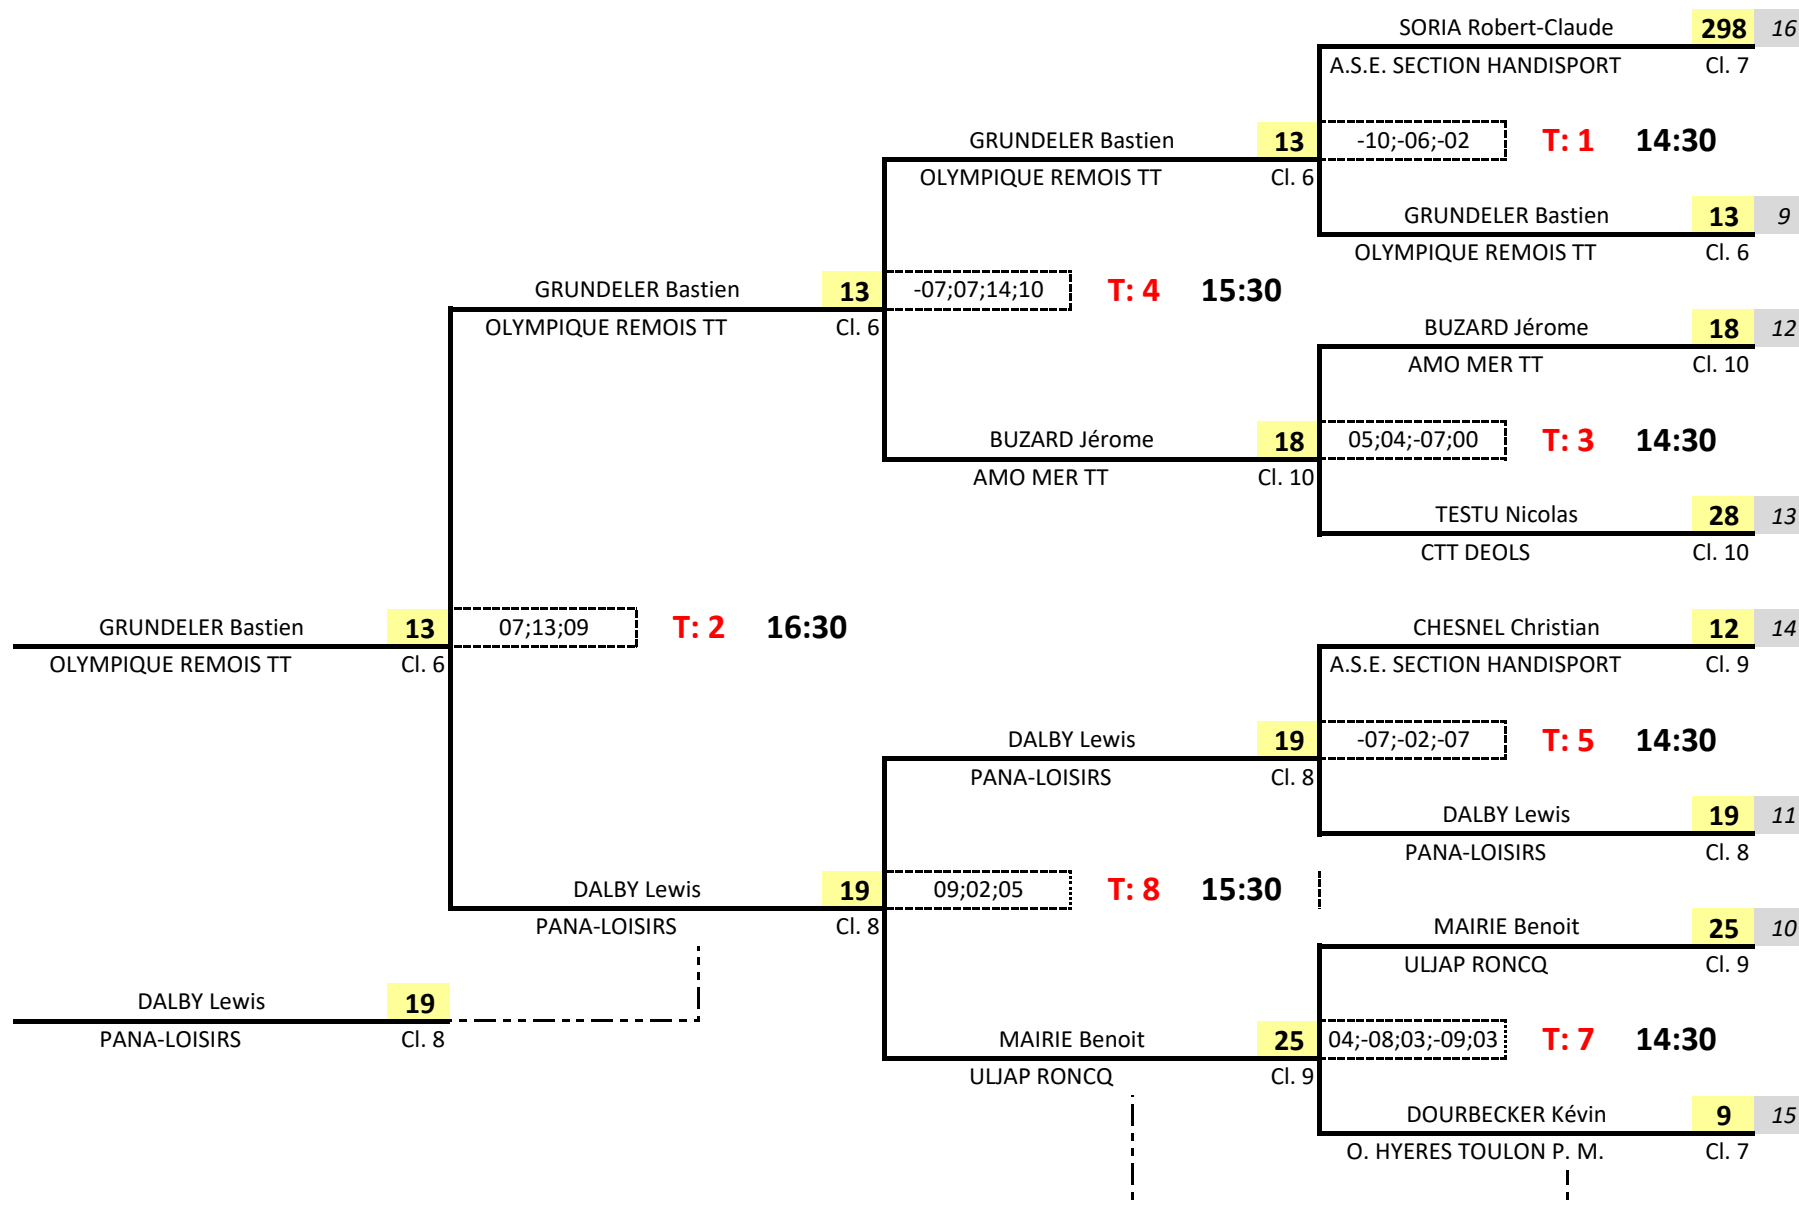 SORIA Robert-Claude 298 16
A.S.E. SECTION HANDISPORT Cl. 7
GRUNDELER Bastien 13 -10;-06;-02 T: 1 14:30
OLYMPIQUE REMOIS TT Cl. 6
GRUNDELER Bastien 13 9
OLYMPIQUE REMOIS TT Cl. 6
GRUNDELER Bastien 13 -07;07;14;10 T: 4 15:30
OLYMPIQUE REMOIS TT Cl. 6
BUZARD Jérome 18 12
AMO MER TT Cl. 10
BUZARD Jérome 18 05;04;-07;00 T: 3 14:30
AMO MER TT Cl. 10
TESTU Nicolas 28 13
CTT DEOLS Cl. 10
GRUNDELER Bastien 13 07;13;09 T: 2 16:30
OLYMPIQUE REMOIS TT Cl. 6
CHESNEL Christian 12 14
A.S.E. SECTION HANDISPORT Cl. 9
DALBY Lewis 19 -07;-02;-07 T: 5 14:30
PANA-LOISIRS Cl. 8
DALBY Lewis 19 11
PANA-LOISIRS Cl. 8
DALBY Lewis 19 09;02;05 T: 8 15:30
PANA-LOISIRS Cl. 8
MAIRIE Benoit 25 10
ULJAP RONCQ Cl. 9
DALBY Lewis 19
PANA-LOISIRS Cl. 8
MAIRIE Benoit 25 04;-08;03;-09;03 T: 7 14:30
ULJAP RONCQ Cl. 9
DOURBECKER Kévin 9 15
O. HYERES TOULON P. M. Cl. 7